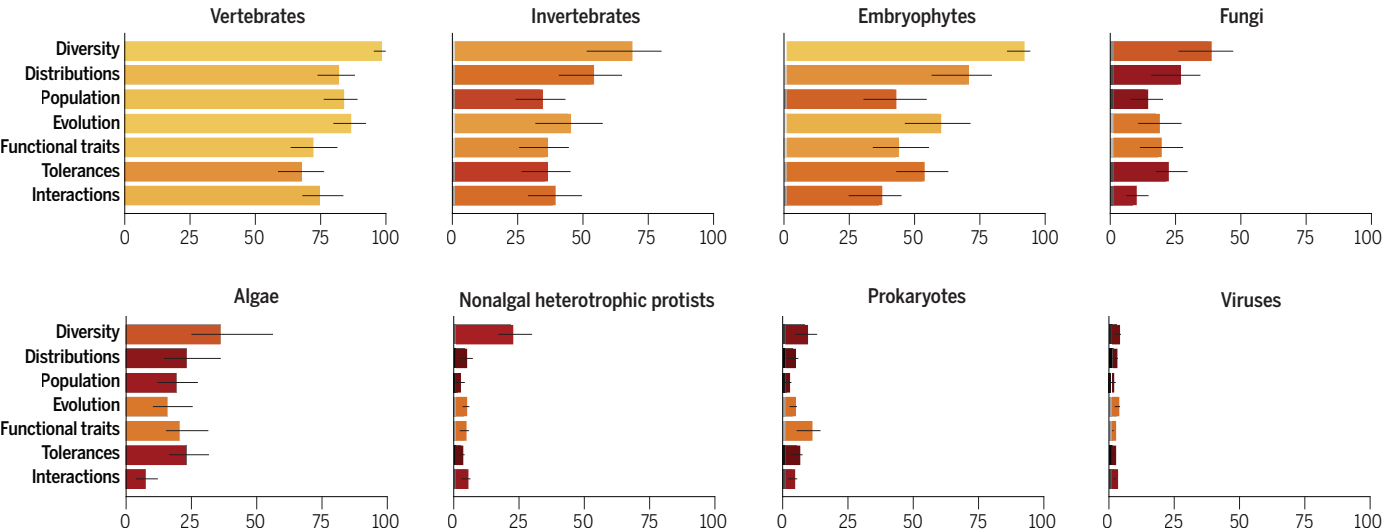 Vertebrates Invertebrates Embryophytes Fungi
Diversity
Distributions
Population
Evolution
Functional traits
Tolerances
Interactions
0 25 50 75 100 0 25 50 75 100 0 25 50 75 100 0 25 50 75 100
Algae Nonalgal heterotrophic protists Prokaryotes Viruses
Diversity
Distributions
Population
Evolution
Functional traits
Tolerances
Interactions
0 25 50 75 100 0 25 50 75 100 0 25 50 75 100 0 25 50 75 100